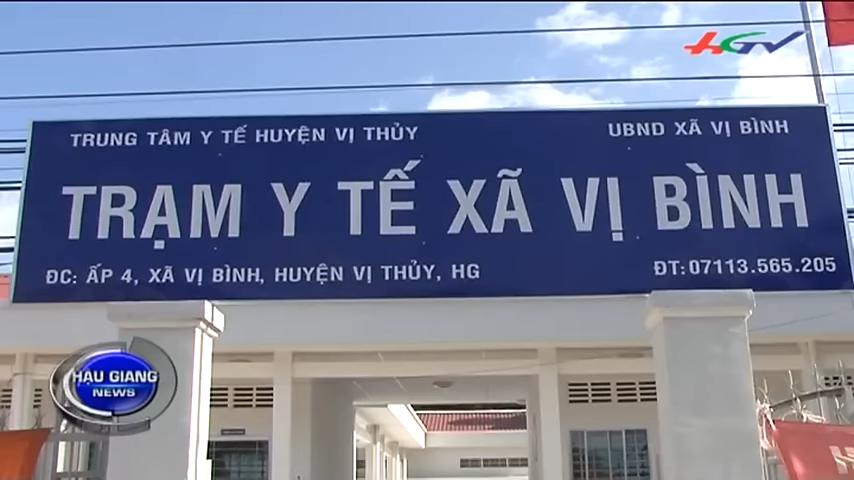 HGTV
TRUNG TÂM Y TẾ HUYỆN VỊ THỦY
UBND XÃ VỊ BÌNH
TRẠM Y TẾ XÃ VỊ BÌNH
ĐC: ẤP 4, XÃ VỊ BÌNH, HUYỆN VỊ THỦY, HG
ĐT:07113.565.205
HAU GIANG
NEWS